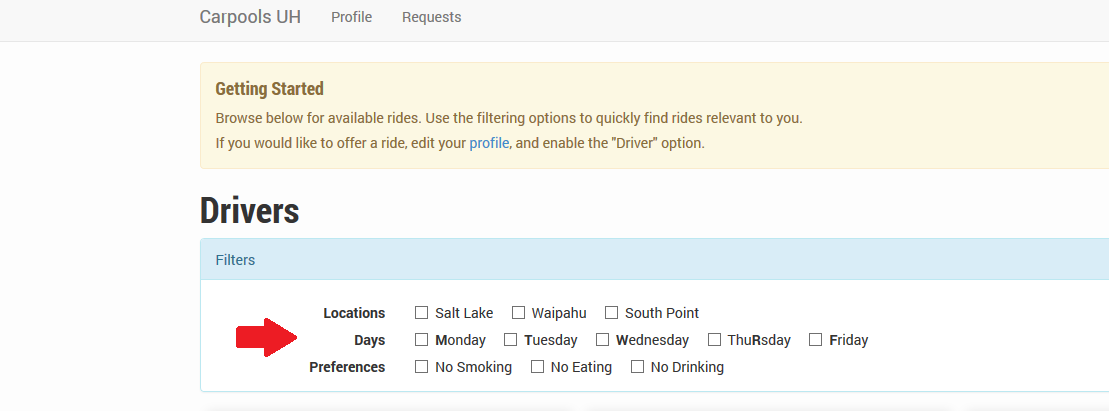 Carpools UH Profile Requests
Getting Started
Browse below for available rides. Use the filtering options to quickly find rides relevant to you.
If you would like to offer a ride, edit your profile, and enable the "Driver" option.
Drivers
Filters
Locations Salt Lake Waipahu South Point
Days Monday Tuesday Wednesday ThuRsday Friday
Preferences No Smoking No Eating No Drinking